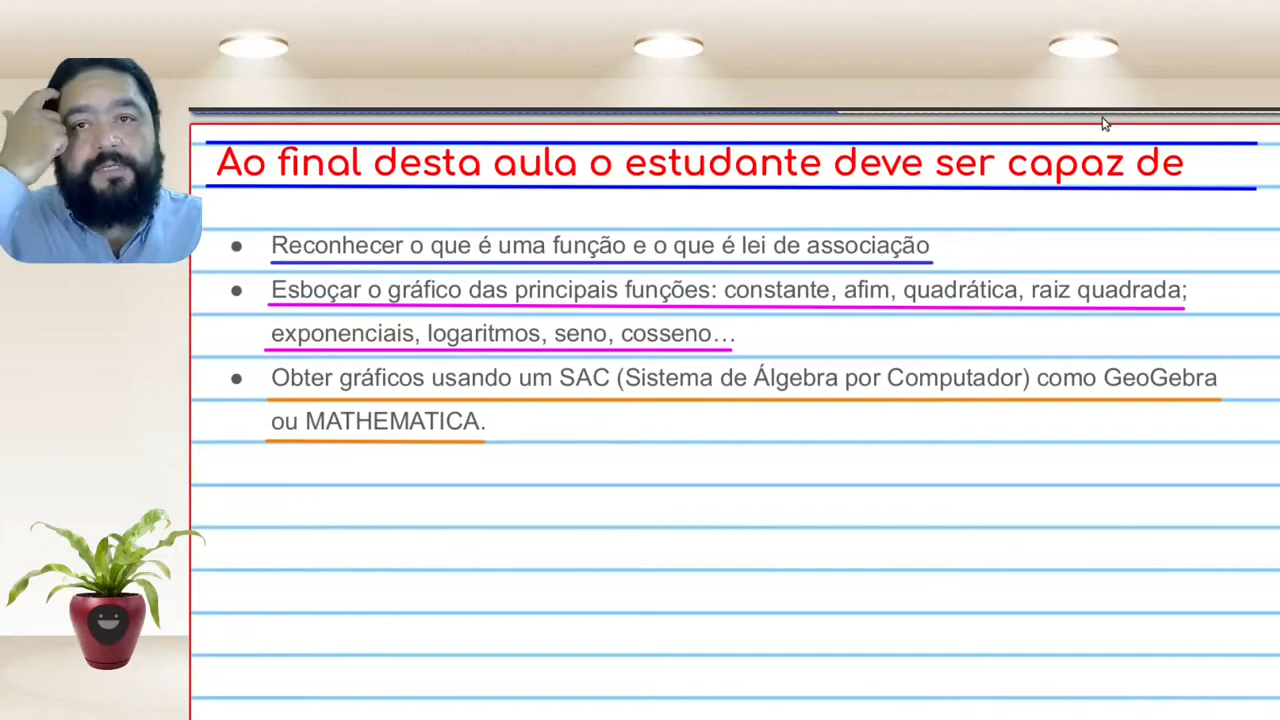 Ao final desta aula o estudante deve ser capaz de
● Reconhecer o que é uma função e o que é lei de associação
● Esboçar o gráfico das principais funções: constante, afim, quadrática, raiz quadrada;
exponenciais, logaritmos, seno, cosseno…
● Obter gráficos usando um SAC (Sistema de Álgebra por Computador) como GeoGebra
ou MATHEMATICA.